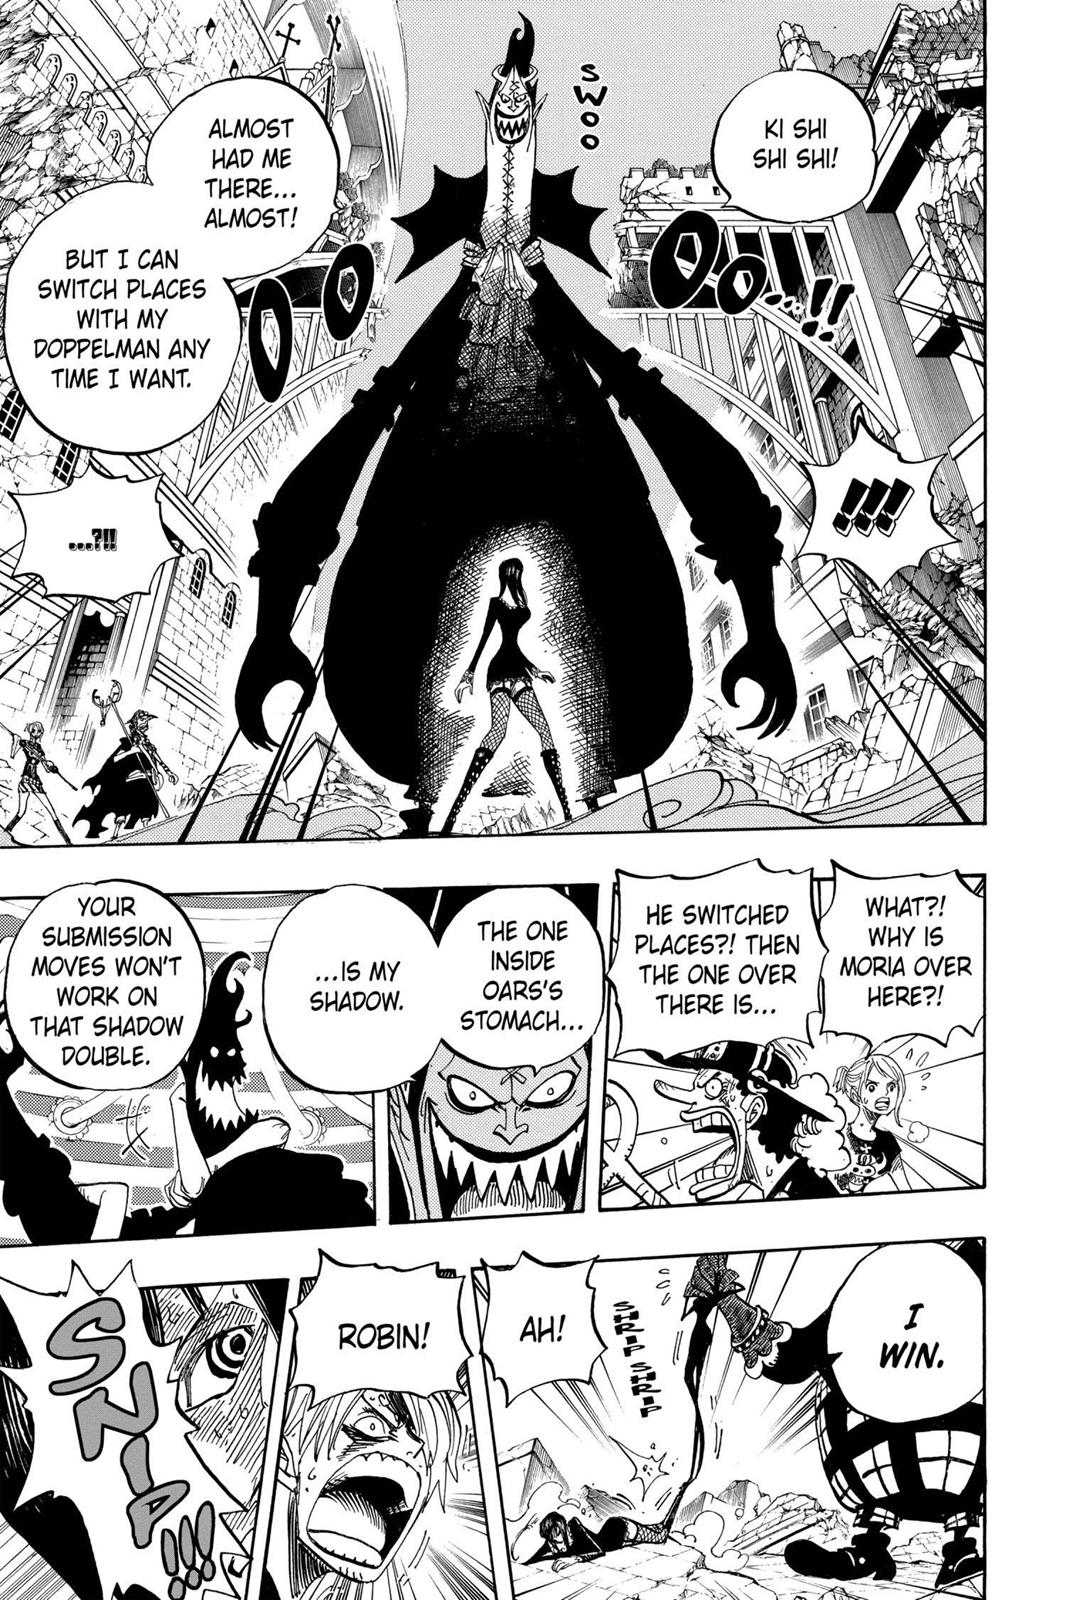 KI SHI
SHI SHI!
SWOO
OO
OO...!!
ALMOST
HAD ME
THERE...
ALMOST!
BUT I CAN
SWITCH PLACES
WITH MY
DOPPELMAN ANY
TIME I WANT.
!!!
...?!!
WHAT?!
WHY IS
MORIA OVER
HERE?!
HE SWITCHED
PLACES?! THEN
THE ONE OVER
THERE IS...
THE ONE
INSIDE
OARS'S
STOMACH...
...IS MY
SHADOW.
YOUR
SUBMISSION
MOVES WON'T
WORK ON
THAT SHADOW
DOUBLE.
I
WIN.
SHRIP SHRIP
AH!
ROBIN!
SNIP!!!